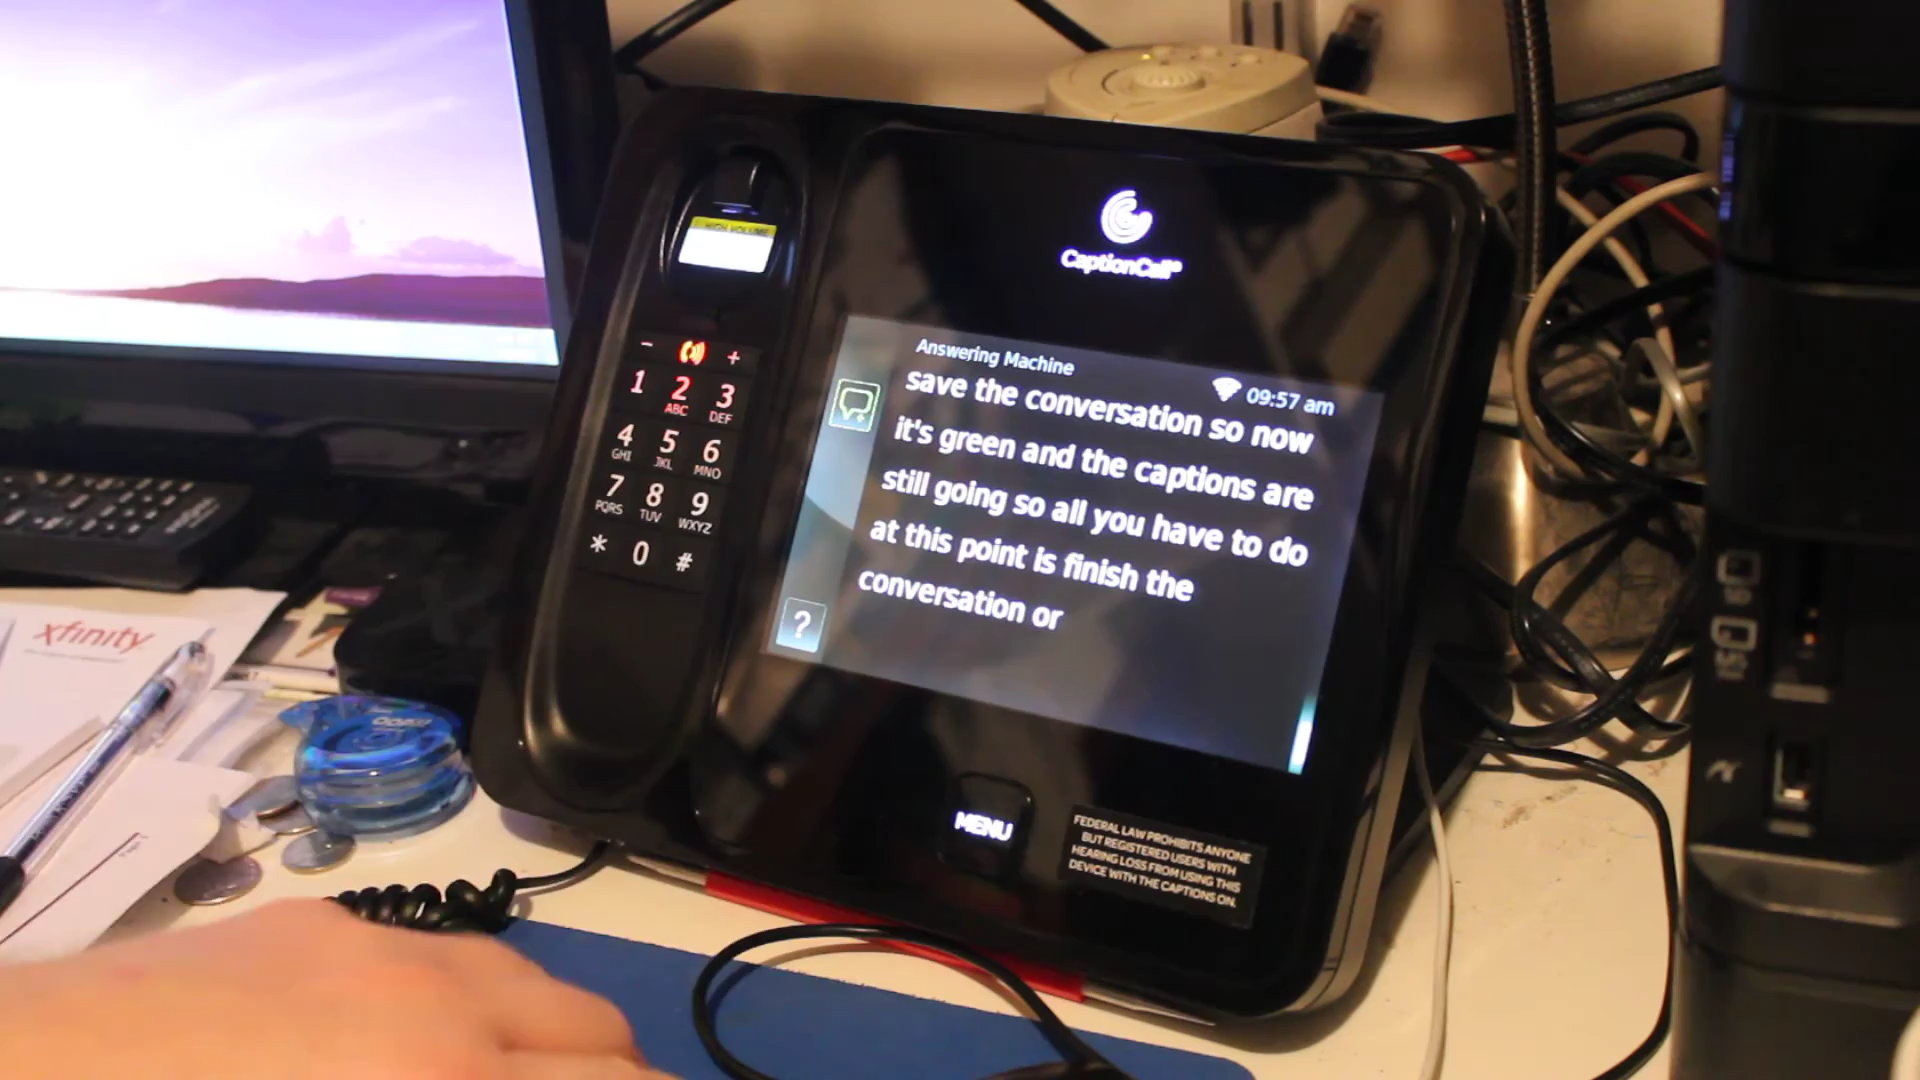 HIGH VOLUME
CaptionCall
Answering Machine
09:57 am
save the conversation so now
it's green and the captions are
still going so all you have to do
at this point is finish the
conversation or
?
- +
1 2 3
ABC DEF
4 5 6
GHI JKL MNO
7 8 9
PQRS TUV WXYZ
* 0 #
MENU
FEDERAL LAW PROHIBITS ANYONE
BUT REGISTERED USERS WITH
HEARING LOSS FROM USING THIS
DEVICE WITH THE CAPTIONS ON.
xfinity